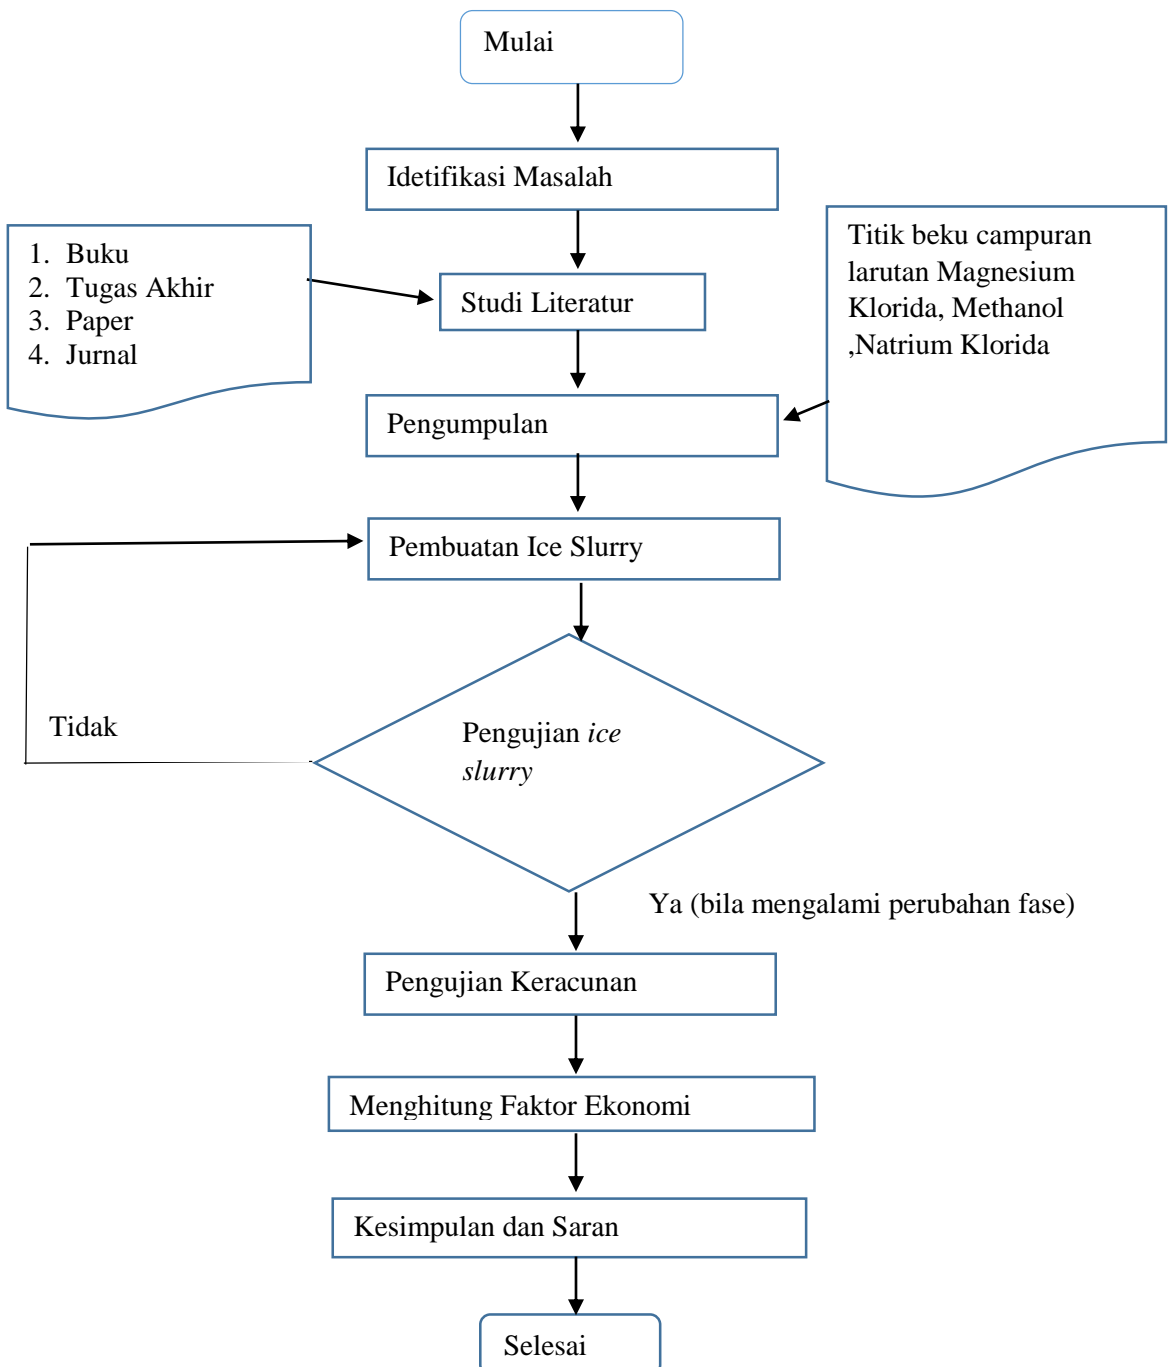 Mulai
Idetifikasi Masalah
1. Buku
2. Tugas Akhir
3. Paper
4. Jurnal
Studi Literatur
Titik beku campuran
larutan Magnesium
Klorida, Methanol
,Natrium Klorida
Pengumpulan
Pembuatan Ice Slurry
Tidak
Pengujian ice
slurry
Ya (bila mengalami perubahan fase)
Pengujian Keracunan
Menghitung Faktor Ekonomi
Kesimpulan dan Saran
Selesai